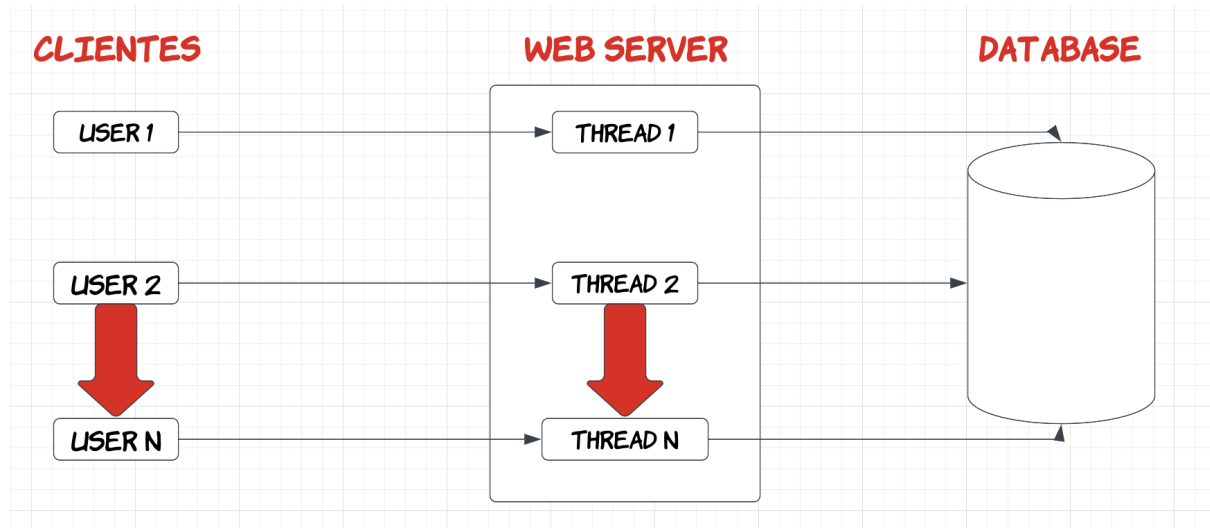 CLIENTES
WEB SERVER
DATABASE
USER 1
THREAD 1
USER 2
THREAD 2
USER N
THREAD N